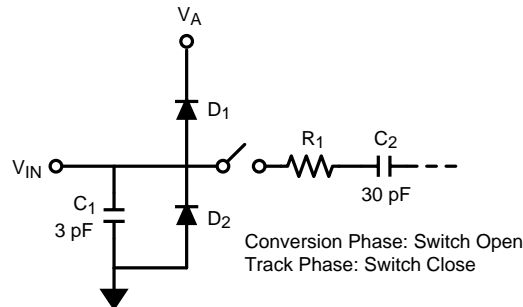 VA
D1
R1
C2
VIN
C1
3 pF
D2
30 pF
Conversion Phase: Switch Open
Track Phase: Switch Close